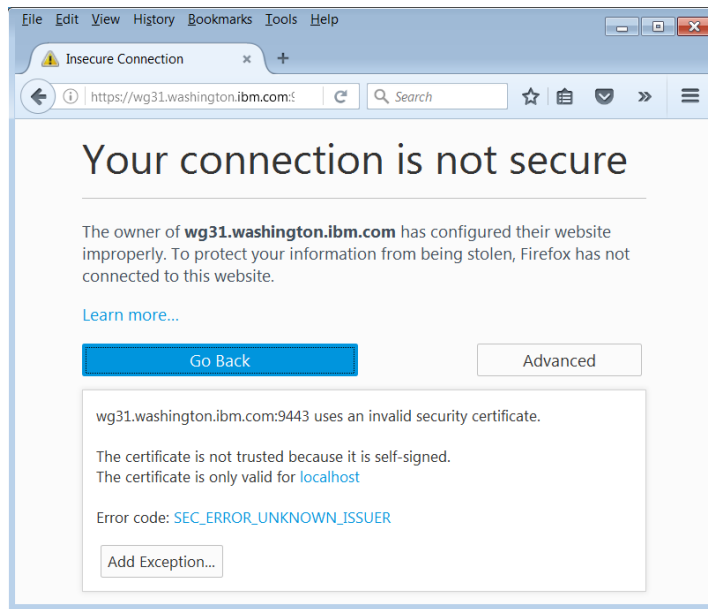 File Edit View History Bookmarks Tools Help
Insecure Connection
https://wg31.washington.ibm.com:9 Search
Your connection is not secure
The owner of wg31.washington.ibm.com has configured their website
improperly. To protect your information from being stolen, Firefox has not
connected to this website.
Learn more...
Go Back Advanced
wg31.washington.ibm.com:9443 uses an invalid security certificate.
The certificate is not trusted because it is self-signed.
The certificate is only valid for localhost
Error code: SEC_ERROR_UNKNOWN_ISSUER
Add Exception...